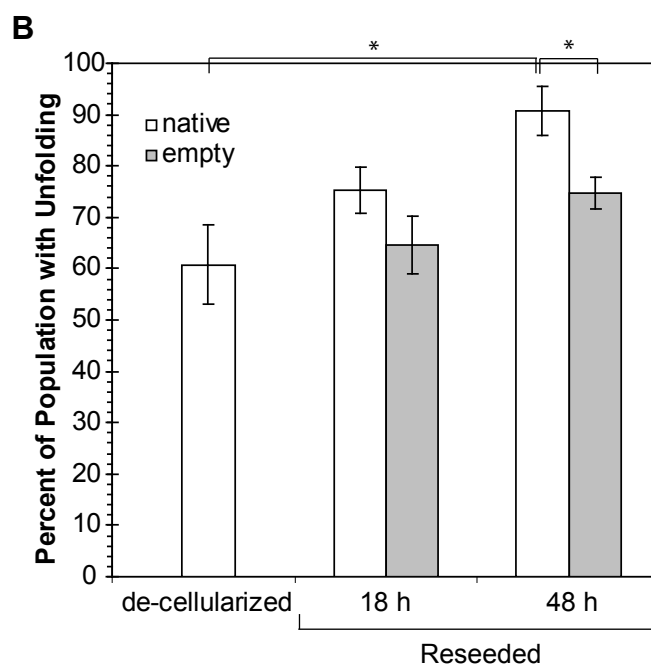 B
* *
Percent of Population with Unfolding
100
90
80
70
60
50
40
30
20
10
0
native
empty
de-cellularized 18 h 48 h
Reseeded